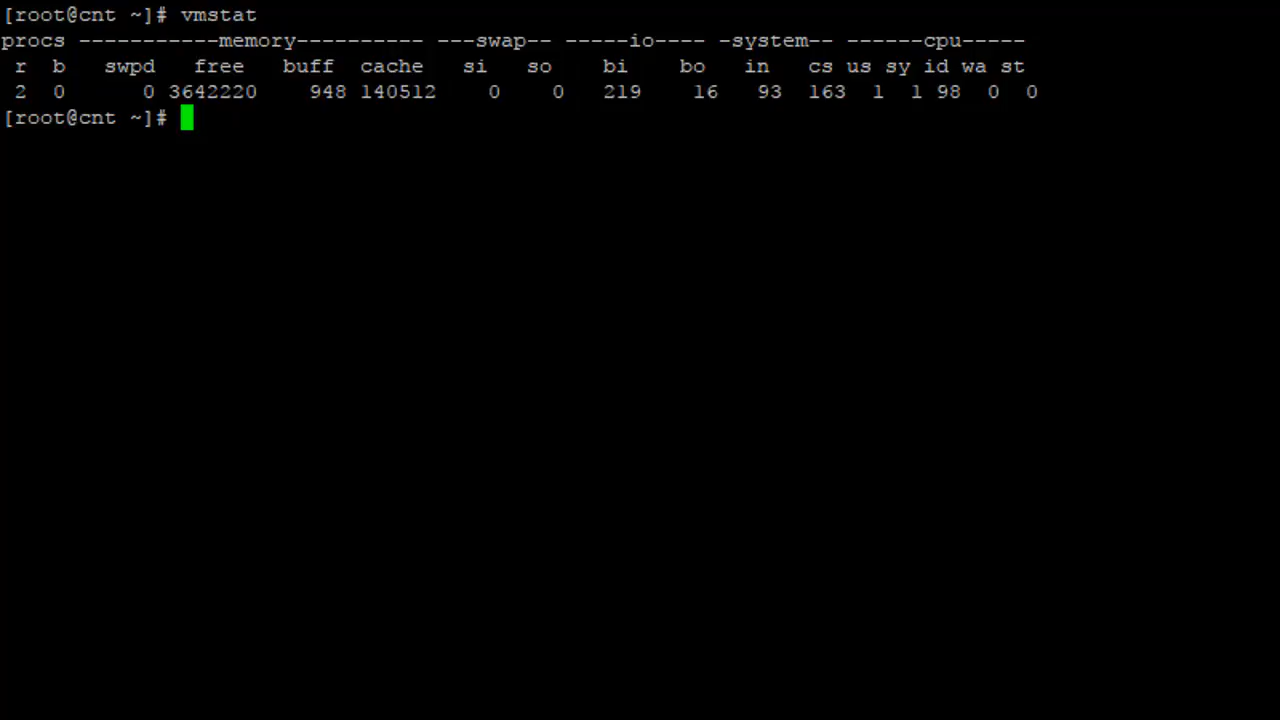 [root@cnt ~]# vmstat
procs -----------memory---------- ---swap-- -----io---- -system-- ------cpu-----
 r  b   swpd   free   buff  cache   si   so    bi    bo   in   cs us sy id wa st
 2  0      0 3642220    948 140512    0    0   219    16   93  163  1  1 98  0  0
[root@cnt ~]#